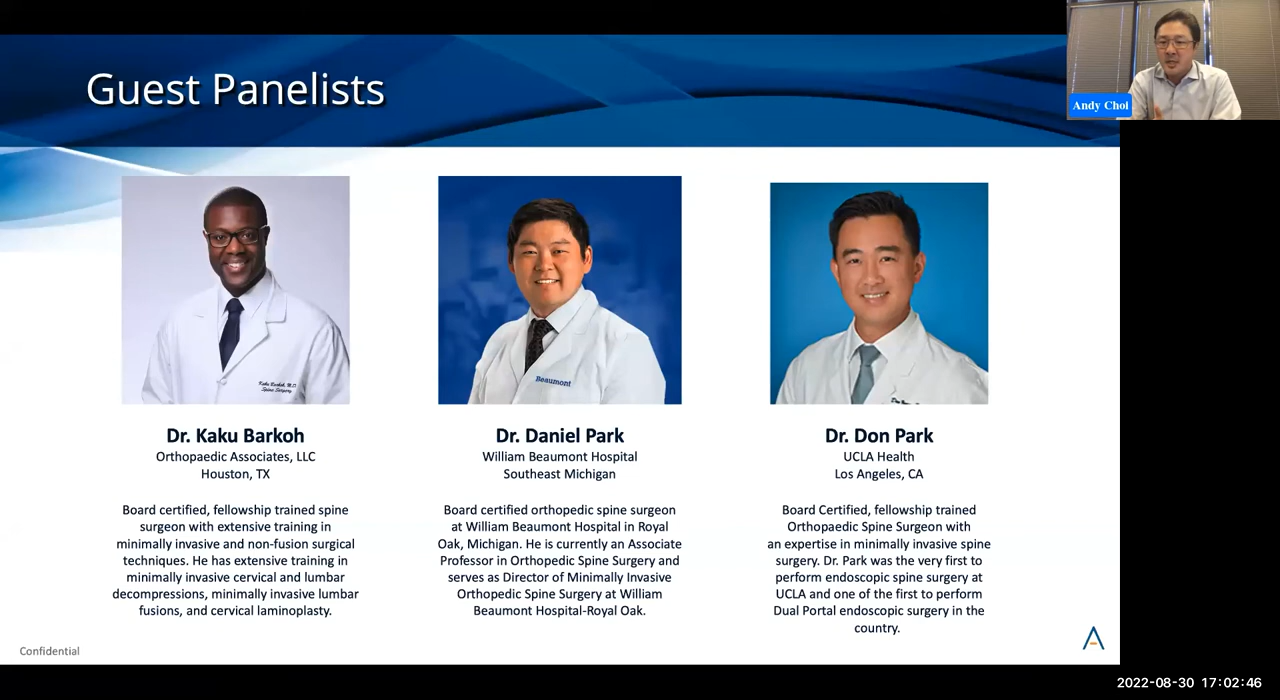 Guest Panelists
Andy Choi
Kaku Barkoh, M.D.
Spine Surgery
Beaumont
Dr. Kaku Barkoh
Orthopaedic Associates, LLC
Houston, TX
Board certified, fellowship trained spine
surgeon with extensive training in
minimally invasive and non-fusion surgical
techniques. He has extensive training in
minimally invasive cervical and lumbar
decompressions, minimally invasive lumbar
fusions, and cervical laminoplasty.
Dr. Daniel Park
William Beaumont Hospital
Southeast Michigan
Board certified orthopedic spine surgeon
at William Beaumont Hospital in Royal
Oak, Michigan. He is currently an Associate
Professor in Orthopedic Spine Surgery and
serves as Director of Minimally Invasive
Orthopedic Spine Surgery at William
Beaumont Hospital-Royal Oak.
Dr. Don Park
UCLA Health
Los Angeles, CA
Board Certified, fellowship trained
Orthopaedic Spine Surgeon with
an expertise in minimally invasive spine
surgery. Dr. Park was the very first to
perform endoscopic spine surgery at
UCLA and one of the first to perform
Dual Portal endoscopic surgery in the
country.
Confidential
2022-08-30 17:02:46